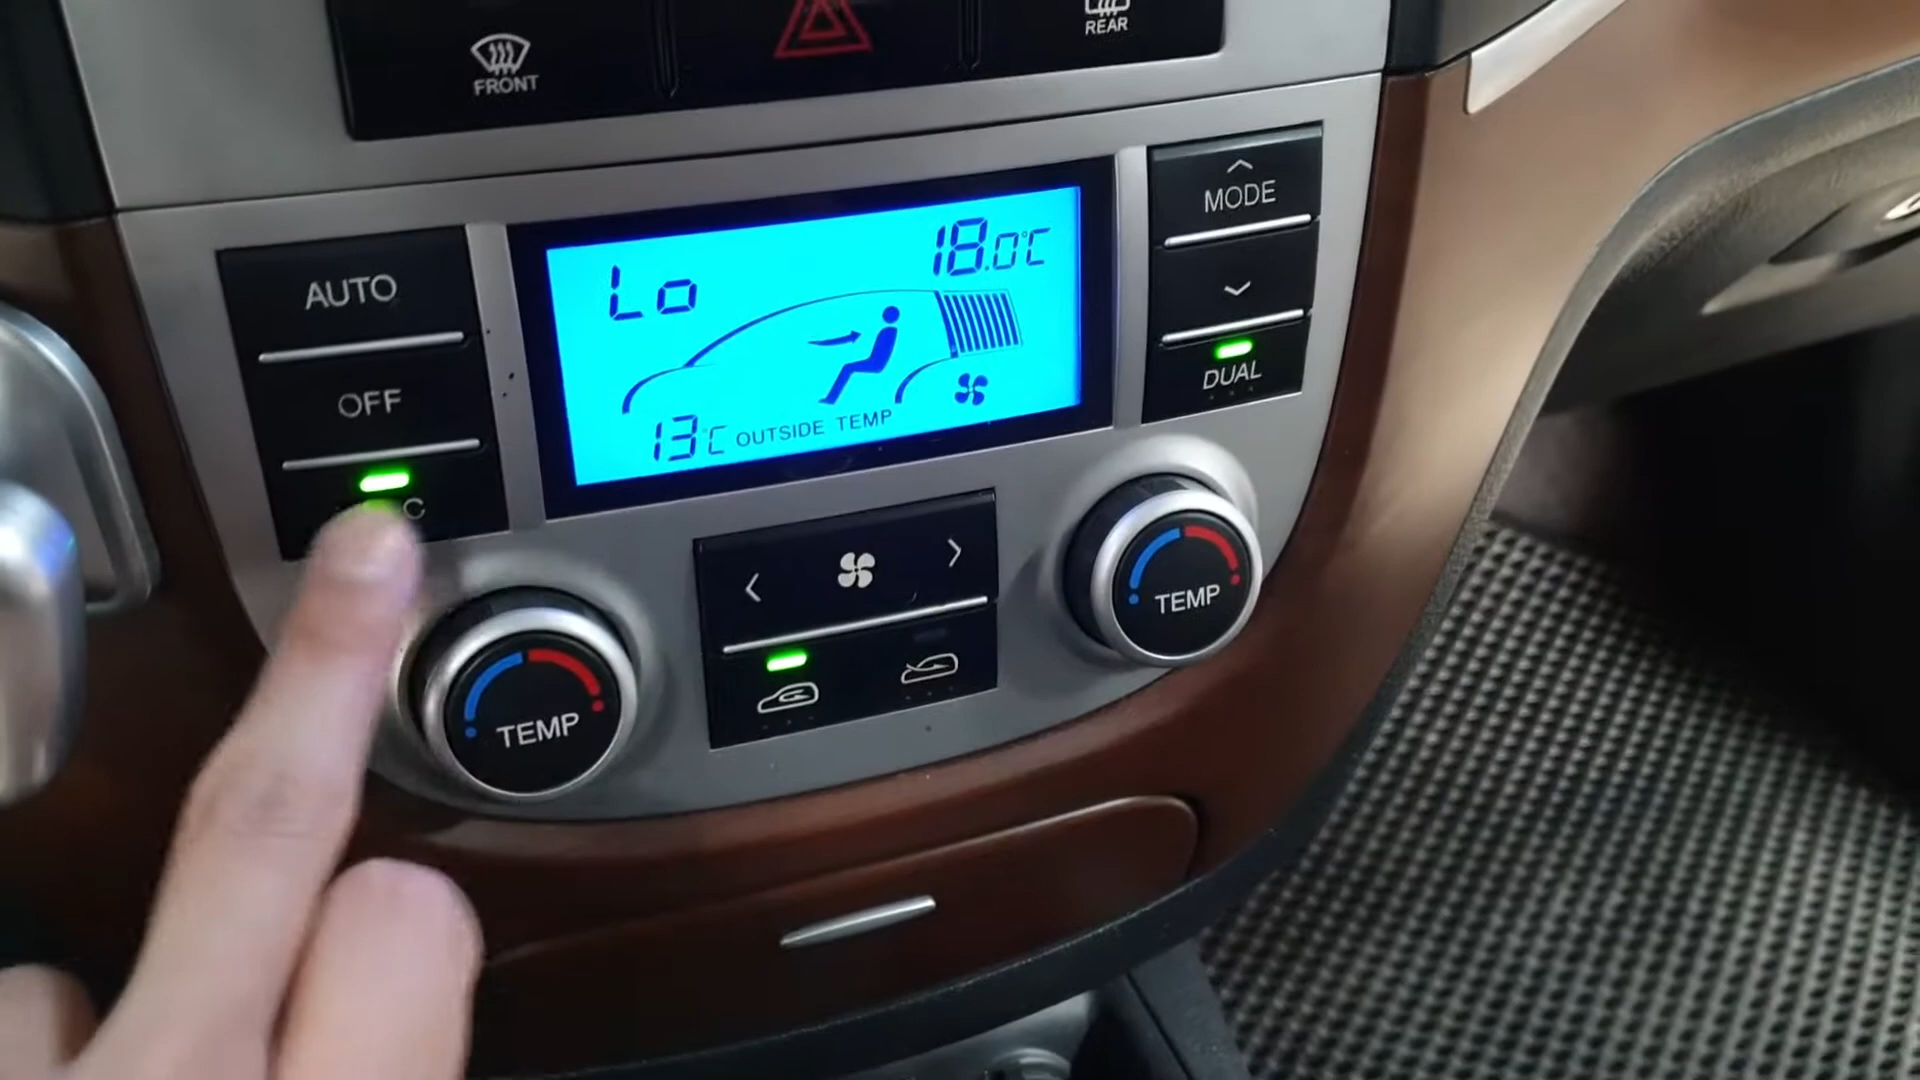 FRONT
REAR
AUTO
OFF
C
Lo
18.0°C
13°C OUTSIDE TEMP
MODE
DUAL
TEMP
TEMP